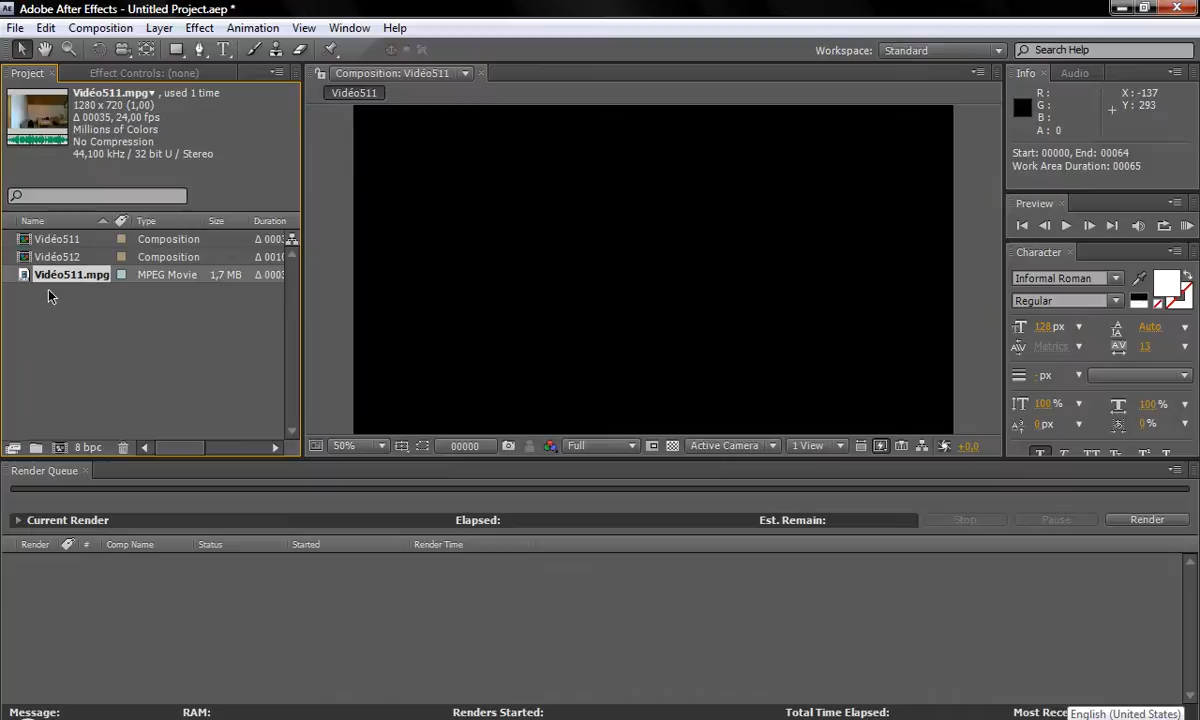 Adobe After Effects - Untitled Project.aep *
File Edit Composition Layer Effect Animation View Window Help
Workspace: Standard Search Help
Project Effect Controls: (none) Composition: Vidéo511 Info Audio
Vidéo511.mpg , used 1 time
1280 x 720 (1,00)
Δ 00035, 24,00 fps
Millions of Colors
No Compression
44,100 kHz / 32 bit U / Stereo
Vidéo511
R :
G :
B :
A : 0
X : -137
Y : 293
Start: 00000, End: 00064
Work Area Duration: 00065
Preview
Name Type Size Duration
Vidéo511 Composition
Vidéo512 Composition
Vidéo511.mpg MPEG Movie 1,7 MB
Character
Informal Roman
Regular
128 px Auto
Metrics 13
- px
100 % 100 %
0 px 0 %
8 bpc
50% 00000 Full Active Camera 1 View +0,0
Render Queue
Current Render Elapsed: Est. Remain: Stop Pause Render
Render # Comp Name Status Started Render Time
Message: RAM: Renders Started: Total Time Elapsed:
English (United States)